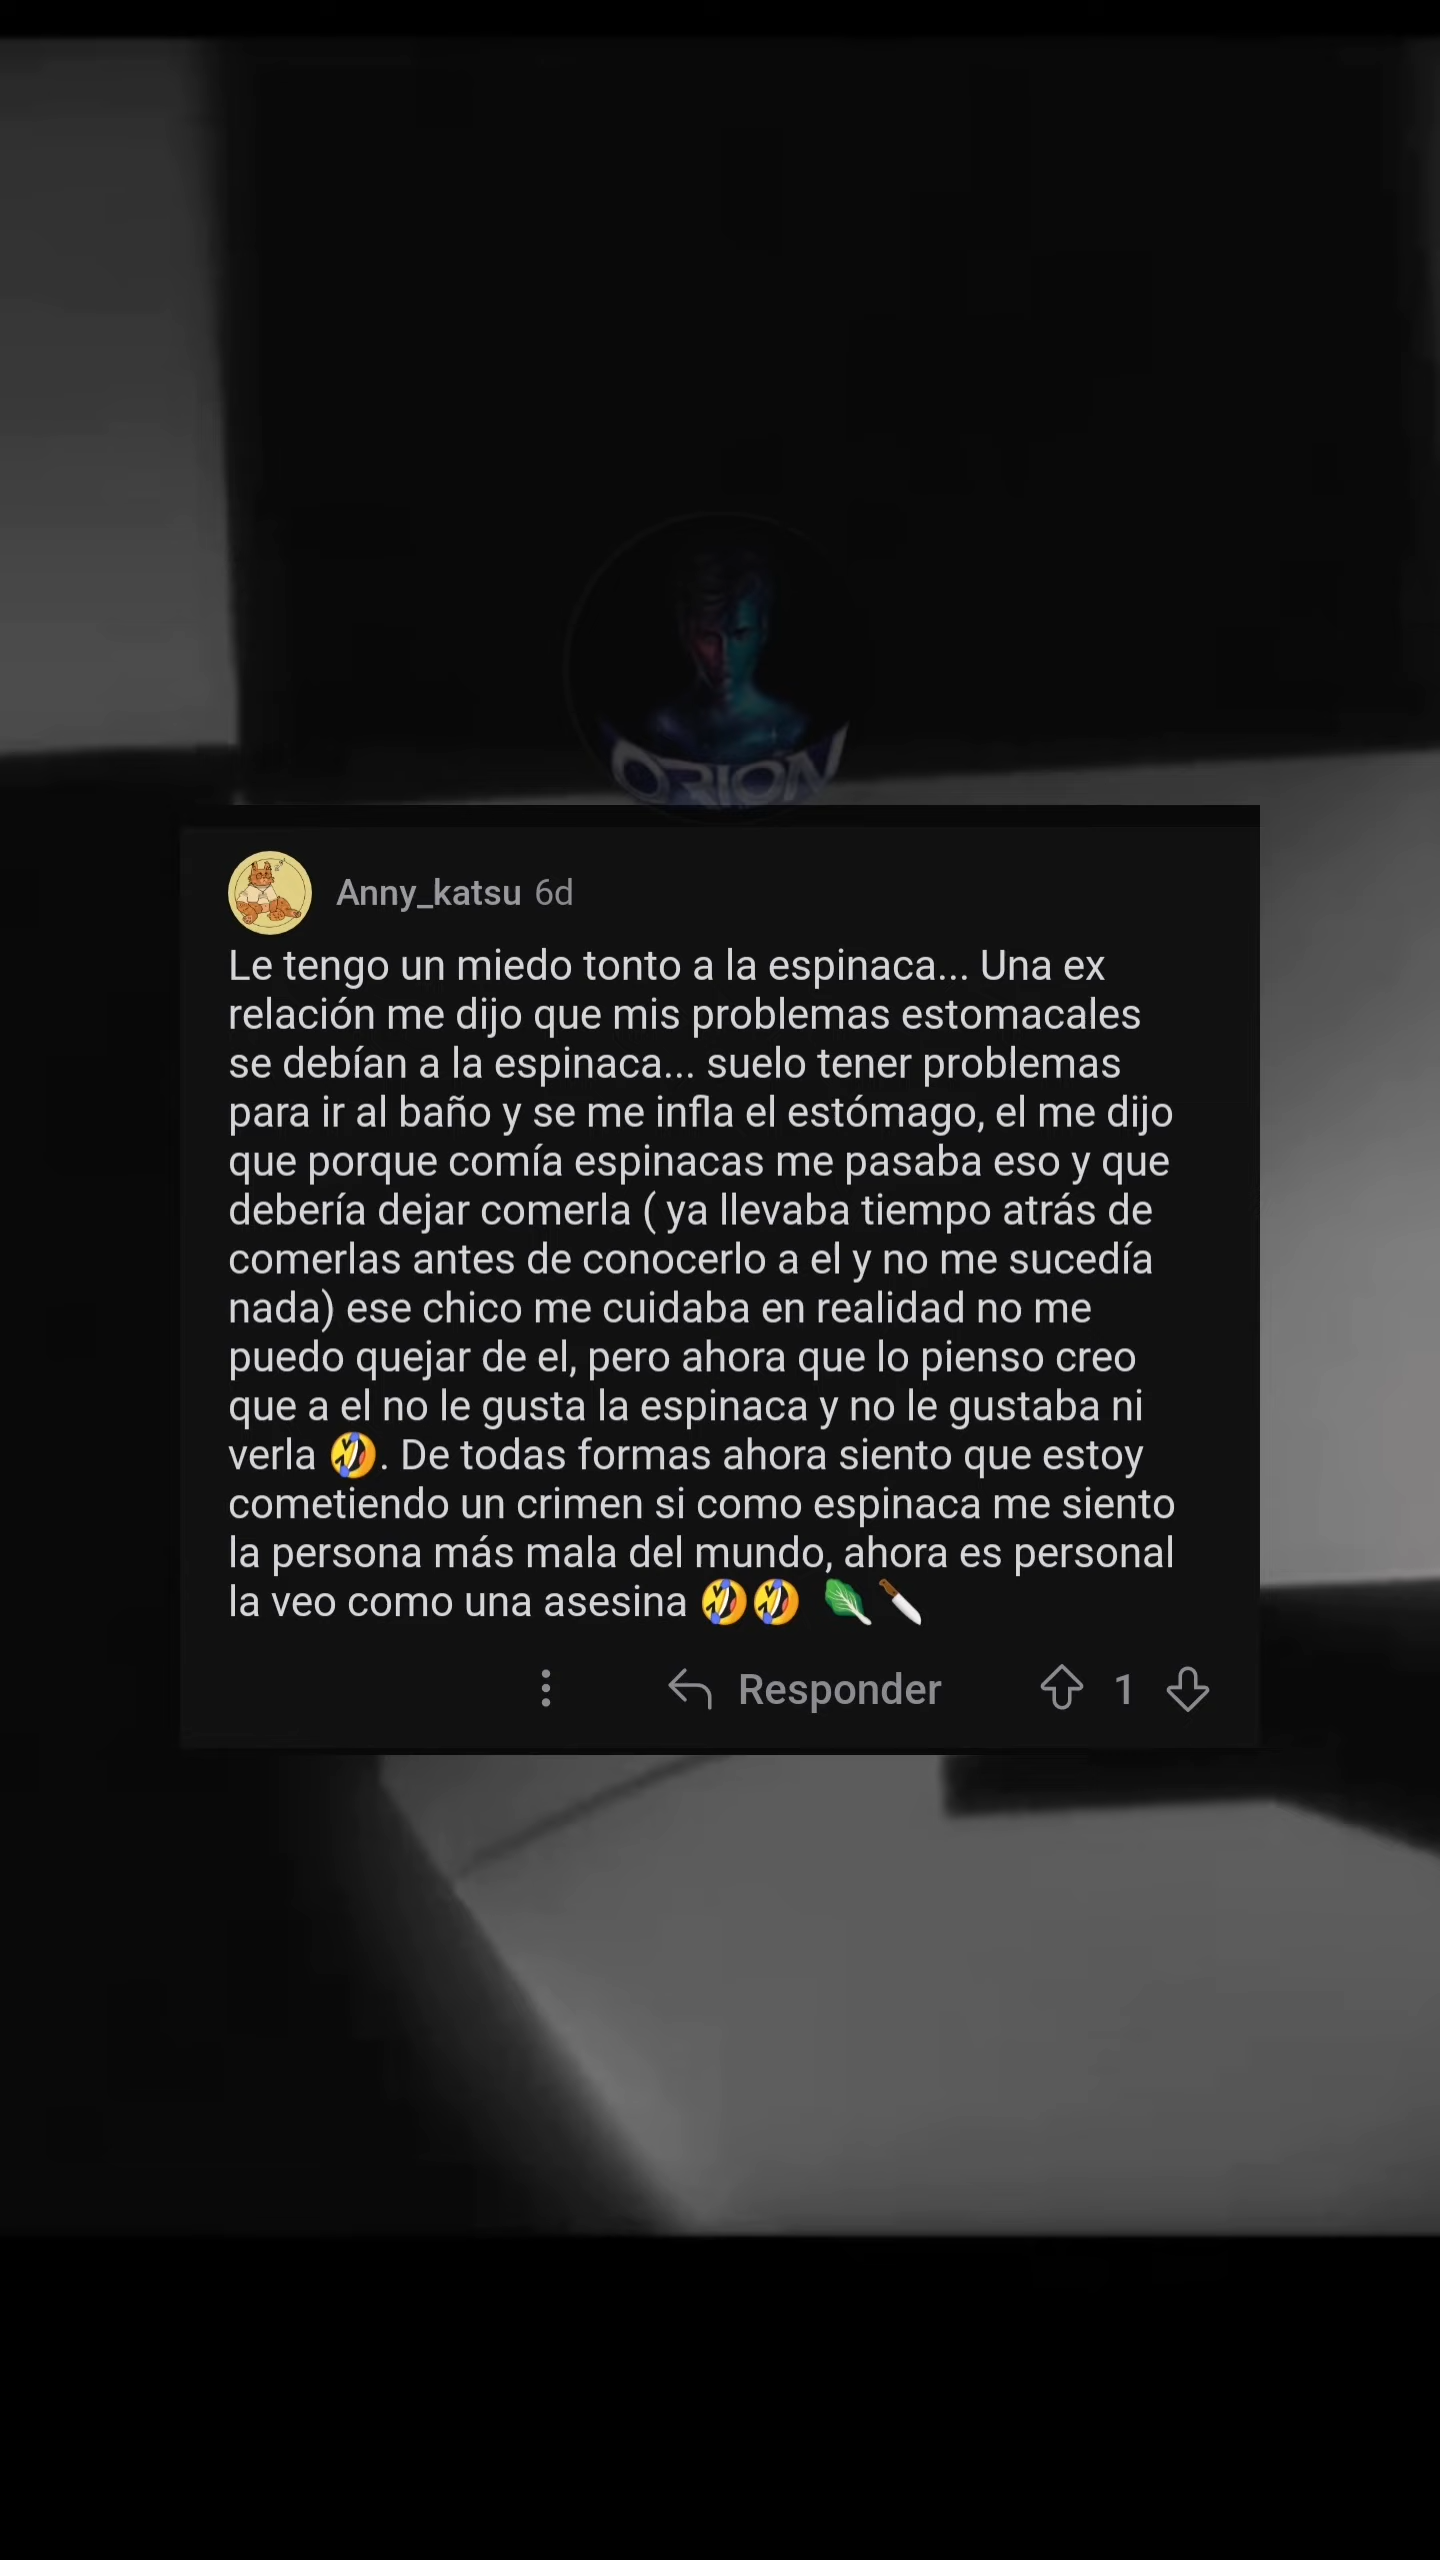 ORION
Anny_katsu 6d
Le tengo un miedo tonto a la espinaca... Una ex
relación me dijo que mis problemas estomacales
se debían a la espinaca... suelo tener problemas
para ir al baño y se me infla el estómago, el me dijo
que porque comía espinacas me pasaba eso y que
debería dejar comerla ( ya llevaba tiempo atrás de
comerlas antes de conocerlo a el y no me sucedía
nada) ese chico me cuidaba en realidad no me
puedo quejar de el, pero ahora que lo pienso creo
que a el no le gusta la espinaca y no le gustaba ni
verla 🤣. De todas formas ahora siento que estoy
cometiendo un crimen si como espinaca me siento
la persona más mala del mundo, ahora es personal
la veo como una asesina 🤣🤣 🥬🔪
Responder 1